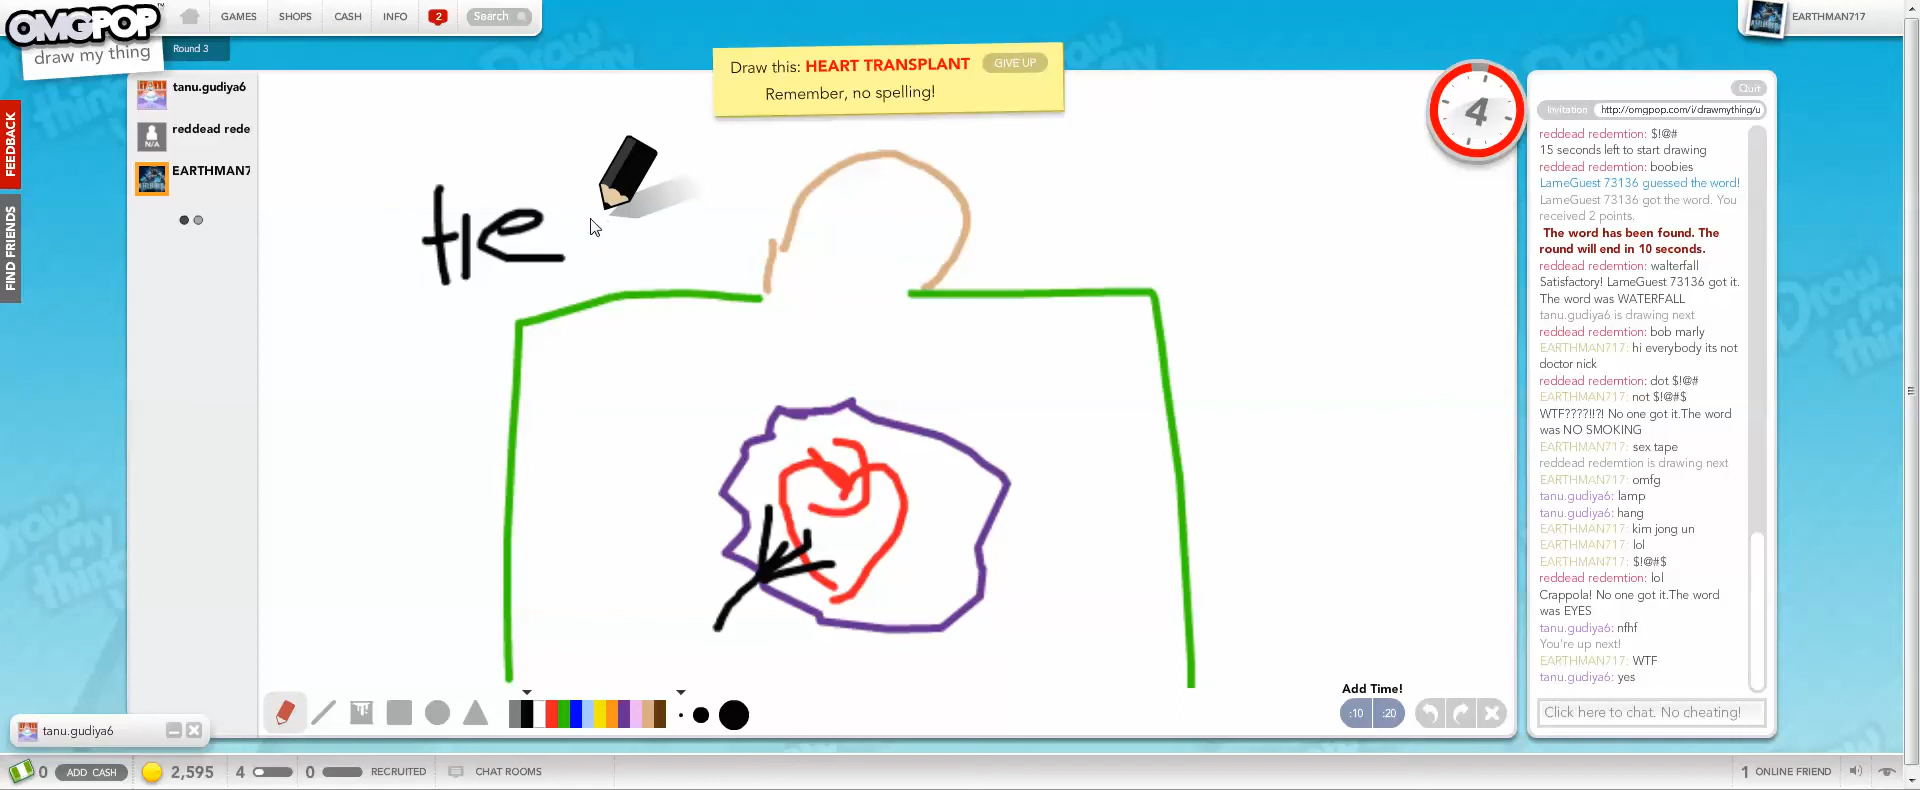 OMGPOP™
draw my thing
GAMES
SHOPS
CASH
INFO
2
Search
EARTHMAN717
Round 3
Draw this: HEART TRANSPLANT
GIVE UP
Remember, no spelling!
4
FEEDBACK
FIND FRIENDS
tanu.gudiya6
N/A
reddead rede
EARTHMAN7
HE
Quit
Invitation
http://omgpop.com/i/drawmything/u
reddead redemtion: $!@#
15 seconds left to start drawing
reddead redemtion: boobies
LameGuest 73136 guessed the word!
LameGuest 73136 got the word. You
received 2 points.
The word has been found. The
round will end in 10 seconds.
reddead redemtion: walterfall
Satisfactory! LameGuest 73136 got it.
The word was WATERFALL
tanu.gudiya6 is drawing next
reddead redemtion: bob marly
EARTHMAN717: hi everybody its not
doctor nick
reddead redemtion: dot $!@#
EARTHMAN717: not $!@#$
WTF????!!?! No one got it.The word
was NO SMOKING
EARTHMAN717: sex tape
reddead redemtion is drawing next
EARTHMAN717: omfg
tanu.gudiya6: lamp
tanu.gudiya6: hang
EARTHMAN717: kim jong un
EARTHMAN717: lol
EARTHMAN717: $!@#$
reddead redemtion: lol
Crappola! No one got it.The word
was EYES
tanu.gudiya6: nfhf
You're up next!
EARTHMAN717: WTF
tanu.gudiya6: yes
Click here to chat. No cheating!
Add Time!
:10
:20
tanu.gudiya6
0
ADD CASH
2,595
4
0
RECRUITED
CHAT ROOMS
1 ONLINE FRIEND